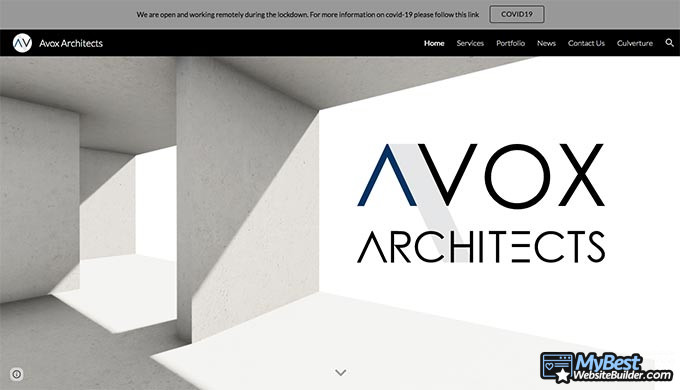 We are open and working remotely during the lockdown. For more information on covid-19 please follow this link
COVID19
AV Avox Architects
Home Services Portfolio News Contact Us Culverture
AVOX
ARCHITECTS
MyBest
WebsiteBuilder.com